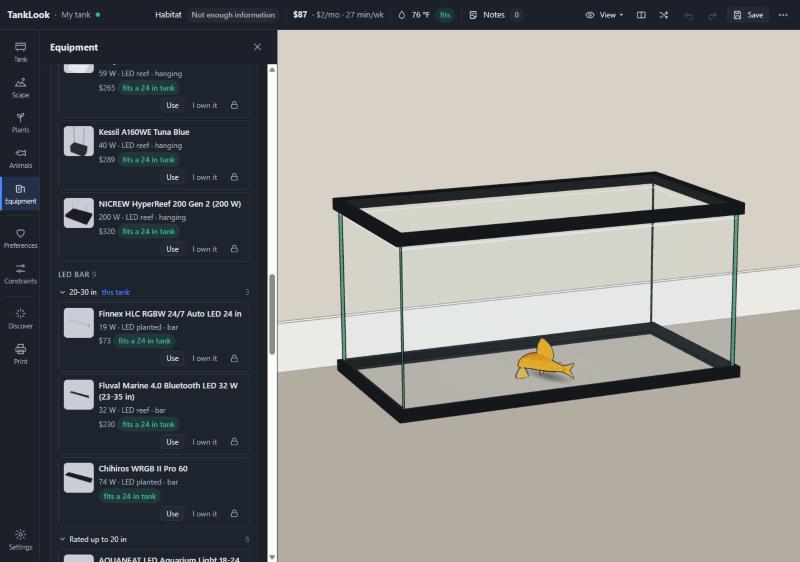 TankLook · My tank
Habitat Not enough information
$87 · $2/mo · 27 min/wk
76 °F fits
Notes 0
View
Save
Tank
Scape
Plants
Animals
Equipment
Preferences
Constraints
Discover
Print
Settings
Equipment
59 W · LED reef · hanging
$265 fits a 24 in tank
Use I own it
Kessil A160WE Tuna Blue
40 W · LED reef · hanging
$289 fits a 24 in tank
Use I own it
NICREW HyperReef 200 Gen 2 (200 W)
200 W · LED reef · hanging
$320 fits a 24 in tank
Use I own it
LED BAR 9
20-30 in this tank 3
Finnex HLC RGBW 24/7 Auto LED 24 in
19 W · LED planted · bar
$73 fits a 24 in tank
Use I own it
Fluval Marine 4.0 Bluetooth LED 32 W
(23-35 in)
32 W · LED reef · bar
$230 fits a 24 in tank
Use I own it
Chihiros WRGB II Pro 60
74 W · LED planted · bar
fits a 24 in tank
Use I own it
Rated up to 20 in 6
AQUANEAT LED Aquarium Light 18-24